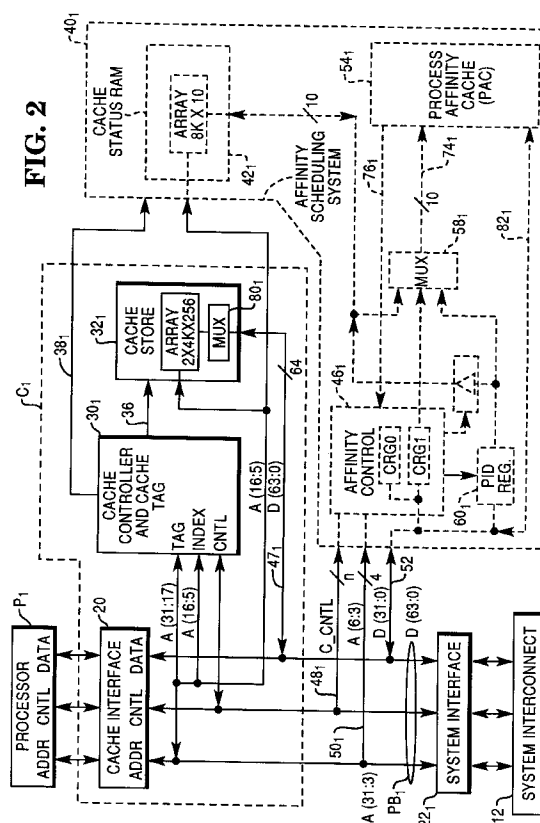 FIG. 2
P1
PROCESSOR
ADDR CNTL DATA
20
CACHE INTERFACE
ADDR CNTL DATA
C1
301
CACHE
CONTROLLER
AND CACHE
TAG
TAG
INDEX
CNTL
A (31:17)
A (16:5)
36
381
321
CACHE
STORE
ARRAY
2X4KX256
MUX
801
64
A (16:5)
D (63:0)
471
401
CACHE
STATUS RAM
ARRAY
8K X 10
421
AFFINITY
SCHEDULING
SYSTEM
10
541
PROCESS
AFFINITY
CACHE
(PAC)
761
741
10
821
MUX
581
461
AFFINITY
CONTROL
CRG0
CRG1
PID
REG.
601
C_CNTL
n
A (6:3)
4
52
D (31:0)
D (63:0)
481
501
A (31:3)
PB1
SYSTEM INTERFACE
221
SYSTEM INTERCONNECT
12